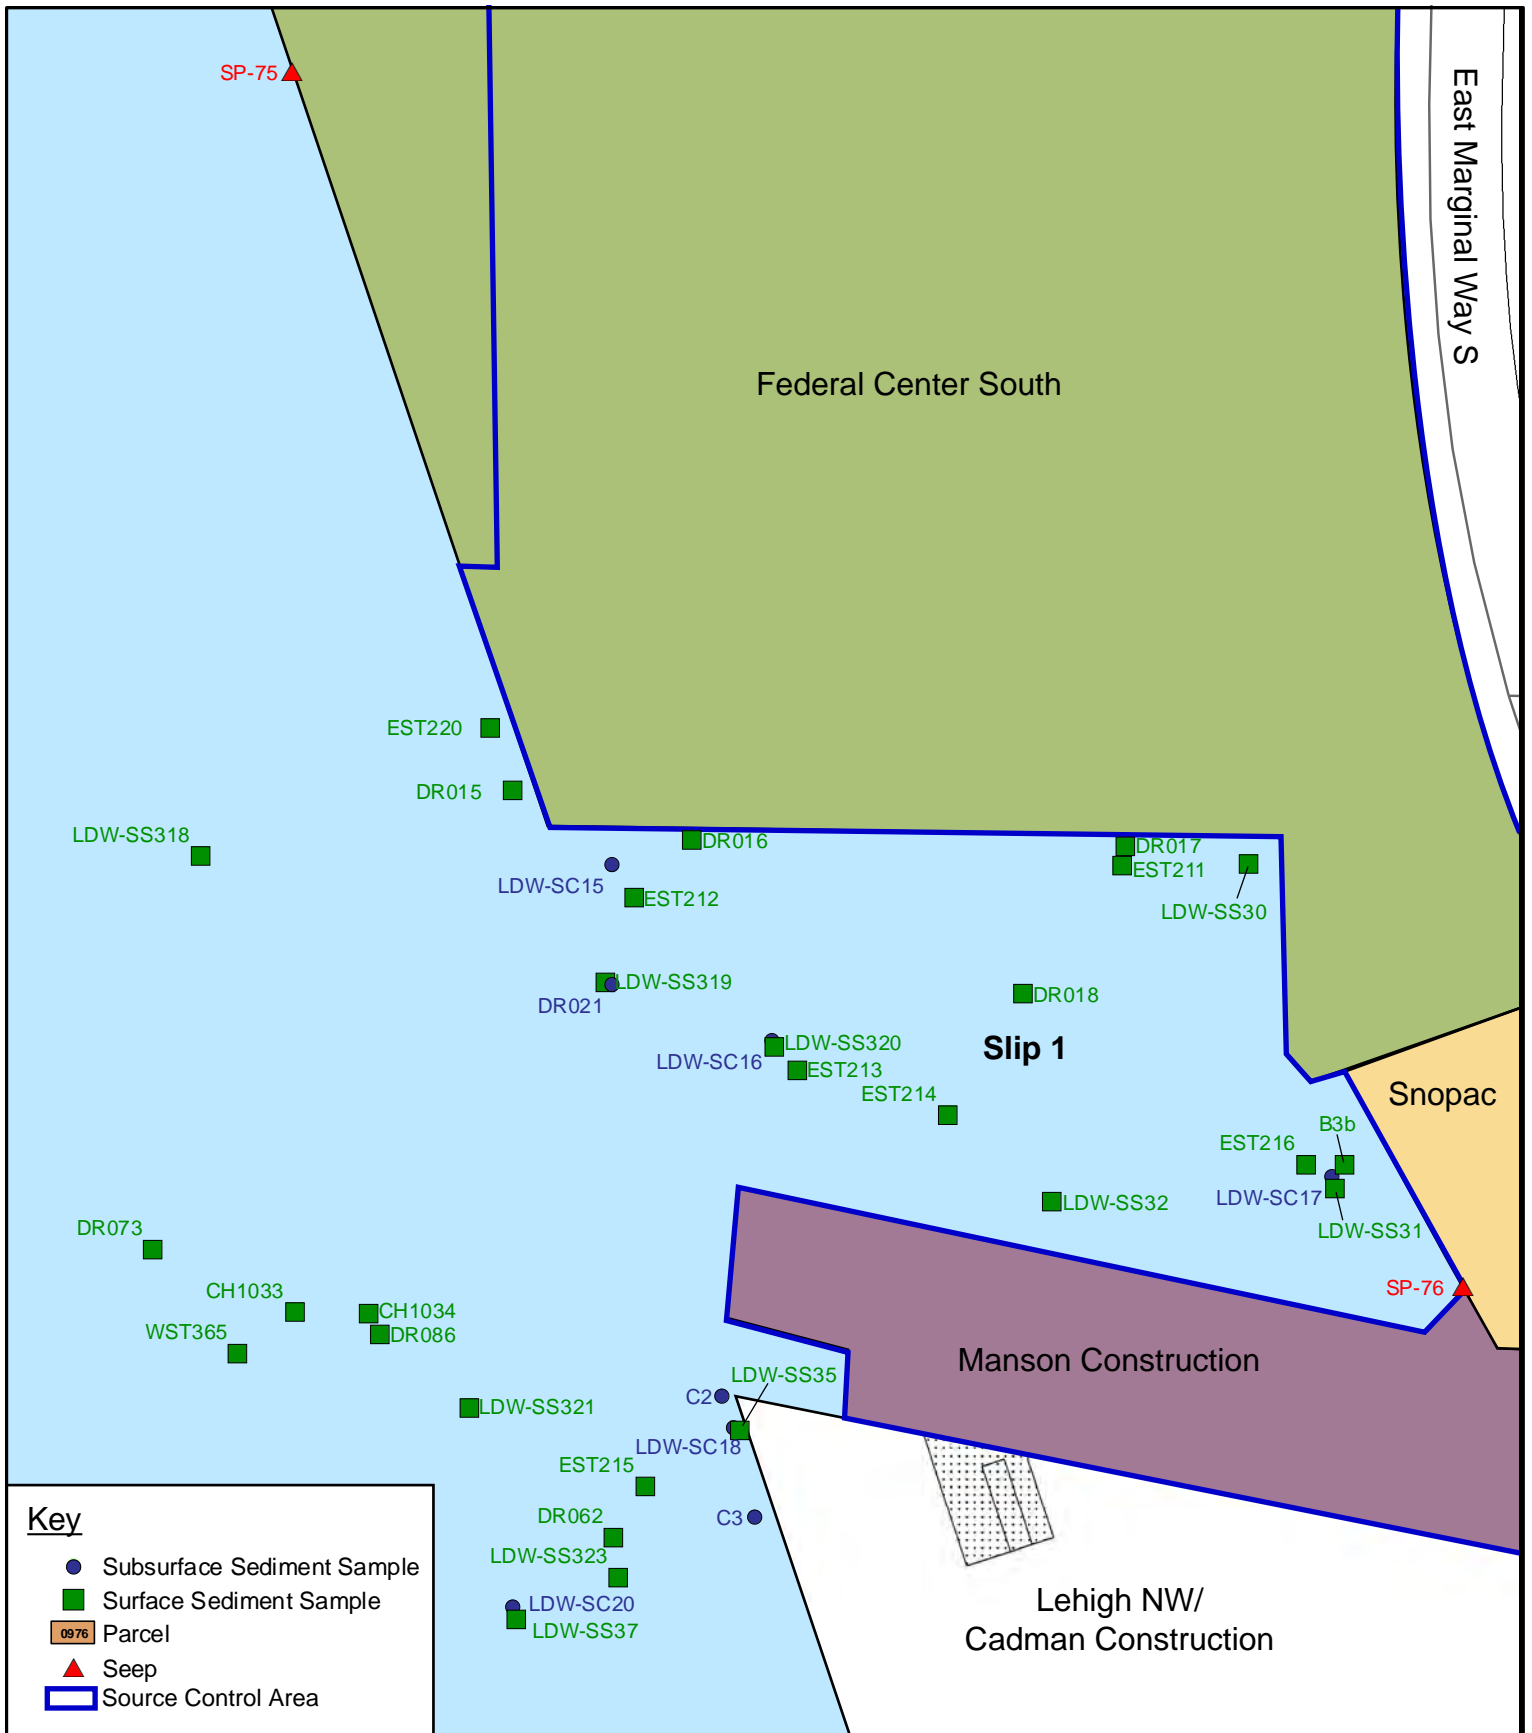 SP-75
East Marginal Way S
Federal Center South
EST220
DR015
LDW-SS318
DR016
DR017
LDW-SC15
EST211
EST212
LDW-SS30
LDW-SS319
DR021
DR018
LDW-SS320
Slip 1
LDW-SC16
EST213
EST214
Snopac
B3b
EST216
LDW-SC17
LDW-SS32
LDW-SS31
DR073
SP-76
CH1033
CH1034
WST365
DR086
Manson Construction
LDW-SS35
C2
LDW-SS321
LDW-SC18
EST215
C3
DR062
LDW-SS323
LDW-SC20
LDW-SS37
Lehigh NW/
Cadman Construction
Key
Subsurface Sediment Sample
Surface Sediment Sample
0976 Parcel
Seep
Source Control Area